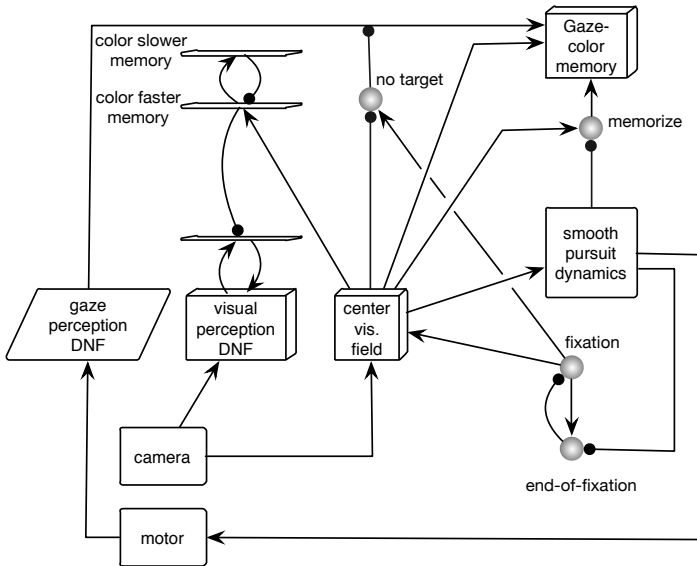 color slower
memory
color faster
memory
no target
Gaze-
color
memory
memorize
smooth
pursuit
dynamics
gaze
perception
DNF
visual
perception
DNF
center
vis.
field
fixation
camera
end-of-fixation
motor